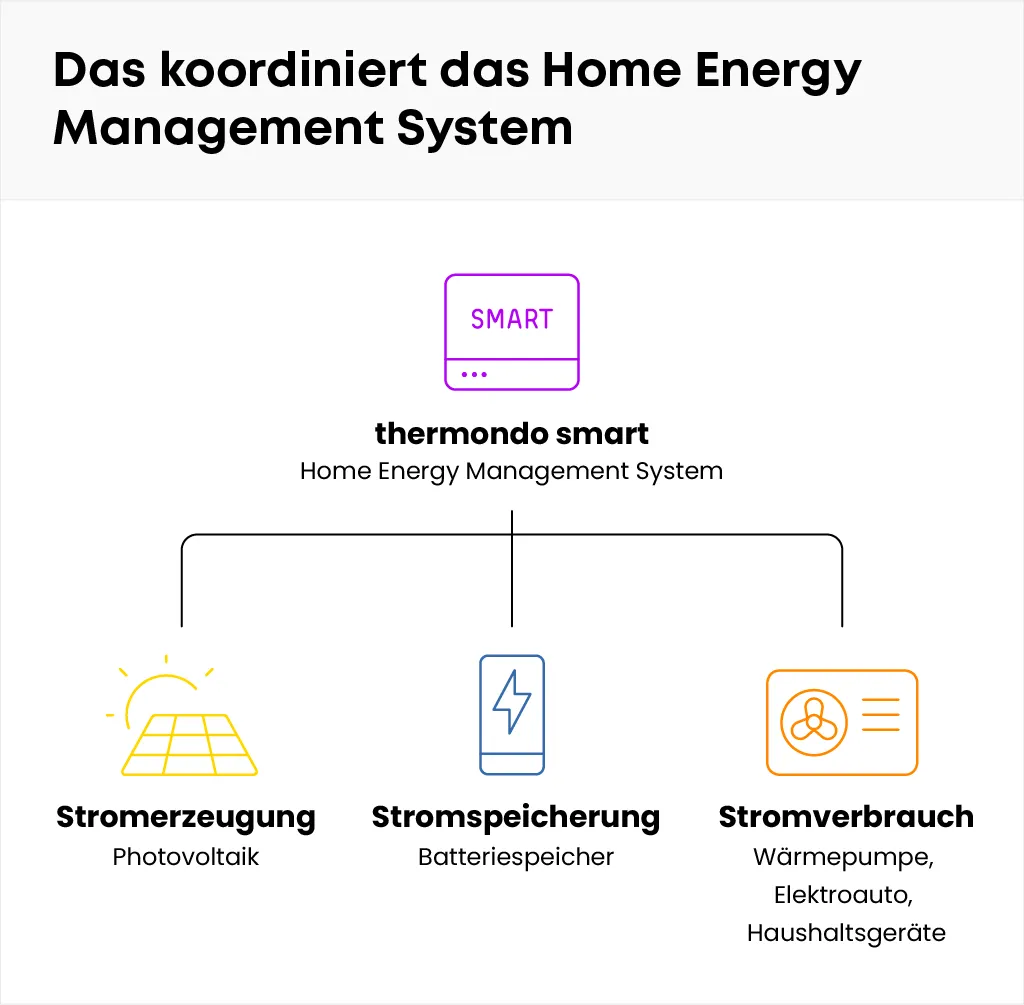 Das koordiniert das Home Energy
Management System
SMART
thermondo smart
Home Energy Management System
Stromerzeugung
Photovoltaik
Stromspeicherung
Batteriespeicher
Stromverbrauch
Wärmepumpe,
Elektroauto,
Haushaltsgeräte